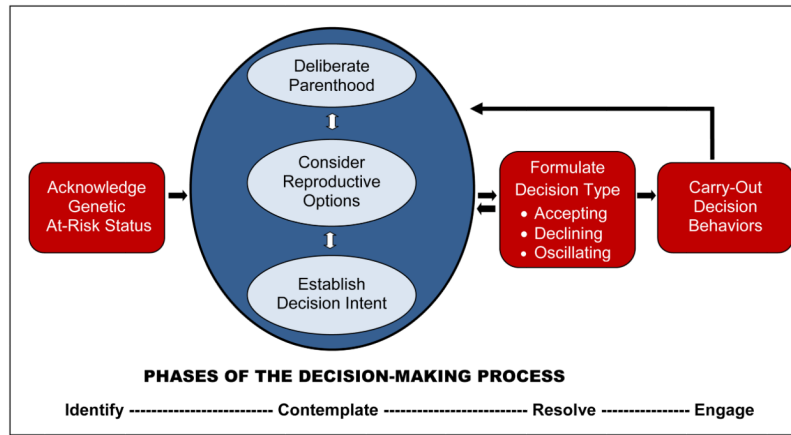 Deliberate
Parenthood
Consider
Reproductive
Options
Establish
Decision Intent
Acknowledge
Genetic
At-Risk Status
Formulate
Decision Type
• Accepting
• Declining
• Oscillating
Carry-Out
Decision
Behaviors
PHASES OF THE DECISION-MAKING PROCESS
Identify ---------------------- Contemplate --------------------- Resolve ----------------- Engage